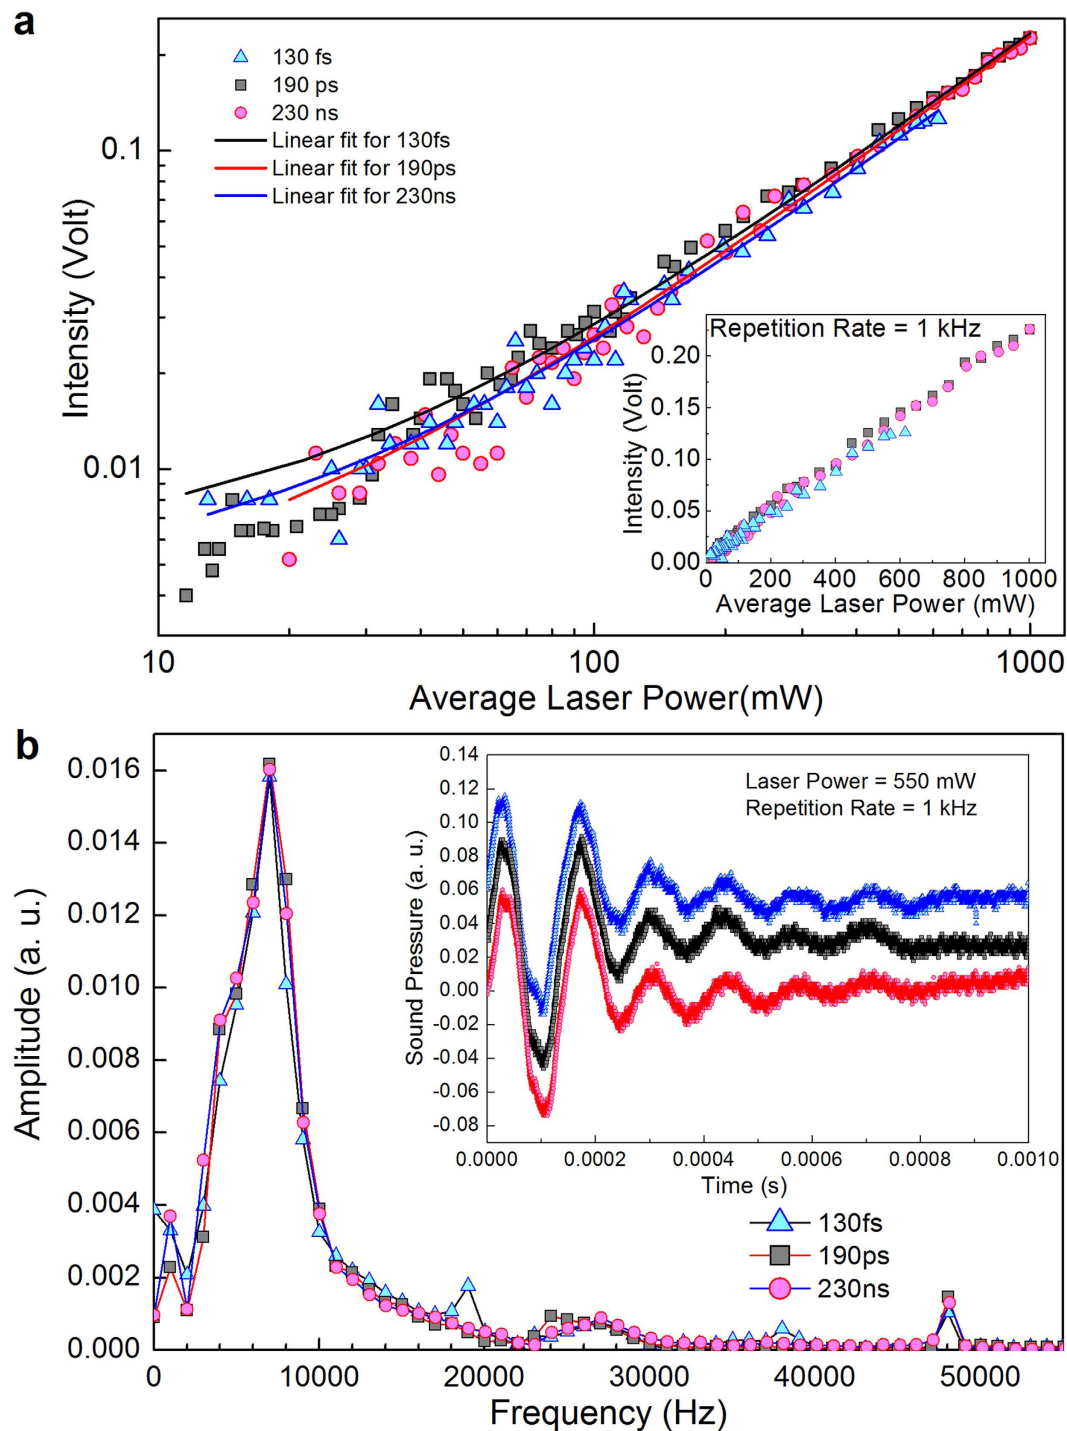 a
130 fs
190 ps
230 ns
Linear fit for 130fs
Linear fit for 190ps
Linear fit for 230ns
Intensity (Volt)
0.1
0.01
10
100
1000
Average Laser Power(mW)
Repetition Rate = 1 kHz
Intensity (Volt)
0.20
0.15
0.10
0.05
0.00
0
200
400
600
800
1000
Average Laser Power (mW)
b
Amplitude (a. u.)
0.016
0.014
0.012
0.010
0.008
0.006
0.004
0.002
0.000
0
10000
20000
30000
40000
50000
Frequency (Hz)
Laser Power = 550 mW
Repetition Rate = 1 kHz
Sound Pressure (a. u.)
0.14
0.12
0.10
0.08
0.06
0.04
0.02
0.00
-0.02
-0.04
-0.06
-0.08
0.0000
0.0002
0.0004
0.0006
0.0008
0.0010
Time (s)
130fs
190ps
230ns